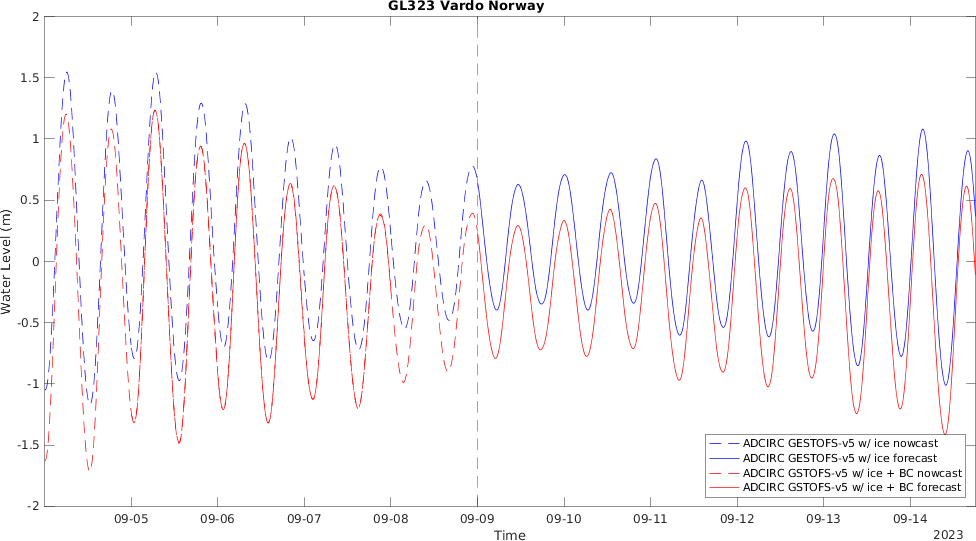 GL323 Vardo Norway
2
1.5
1
0.5
0
-0.5
-1
-1.5
-2
Water Level (m)
09-05 09-06 09-07 09-08 09-09 09-10 09-11 09-12 09-13 09-14
Time
2023
ADCIRC GESTOFS-v5 w/ ice nowcast
ADCIRC GESTOFS-v5 w/ ice forecast
ADCIRC GSTOFS-v5 w/ ice + BC nowcast
ADCIRC GSTOFS-v5 w/ ice + BC forecast